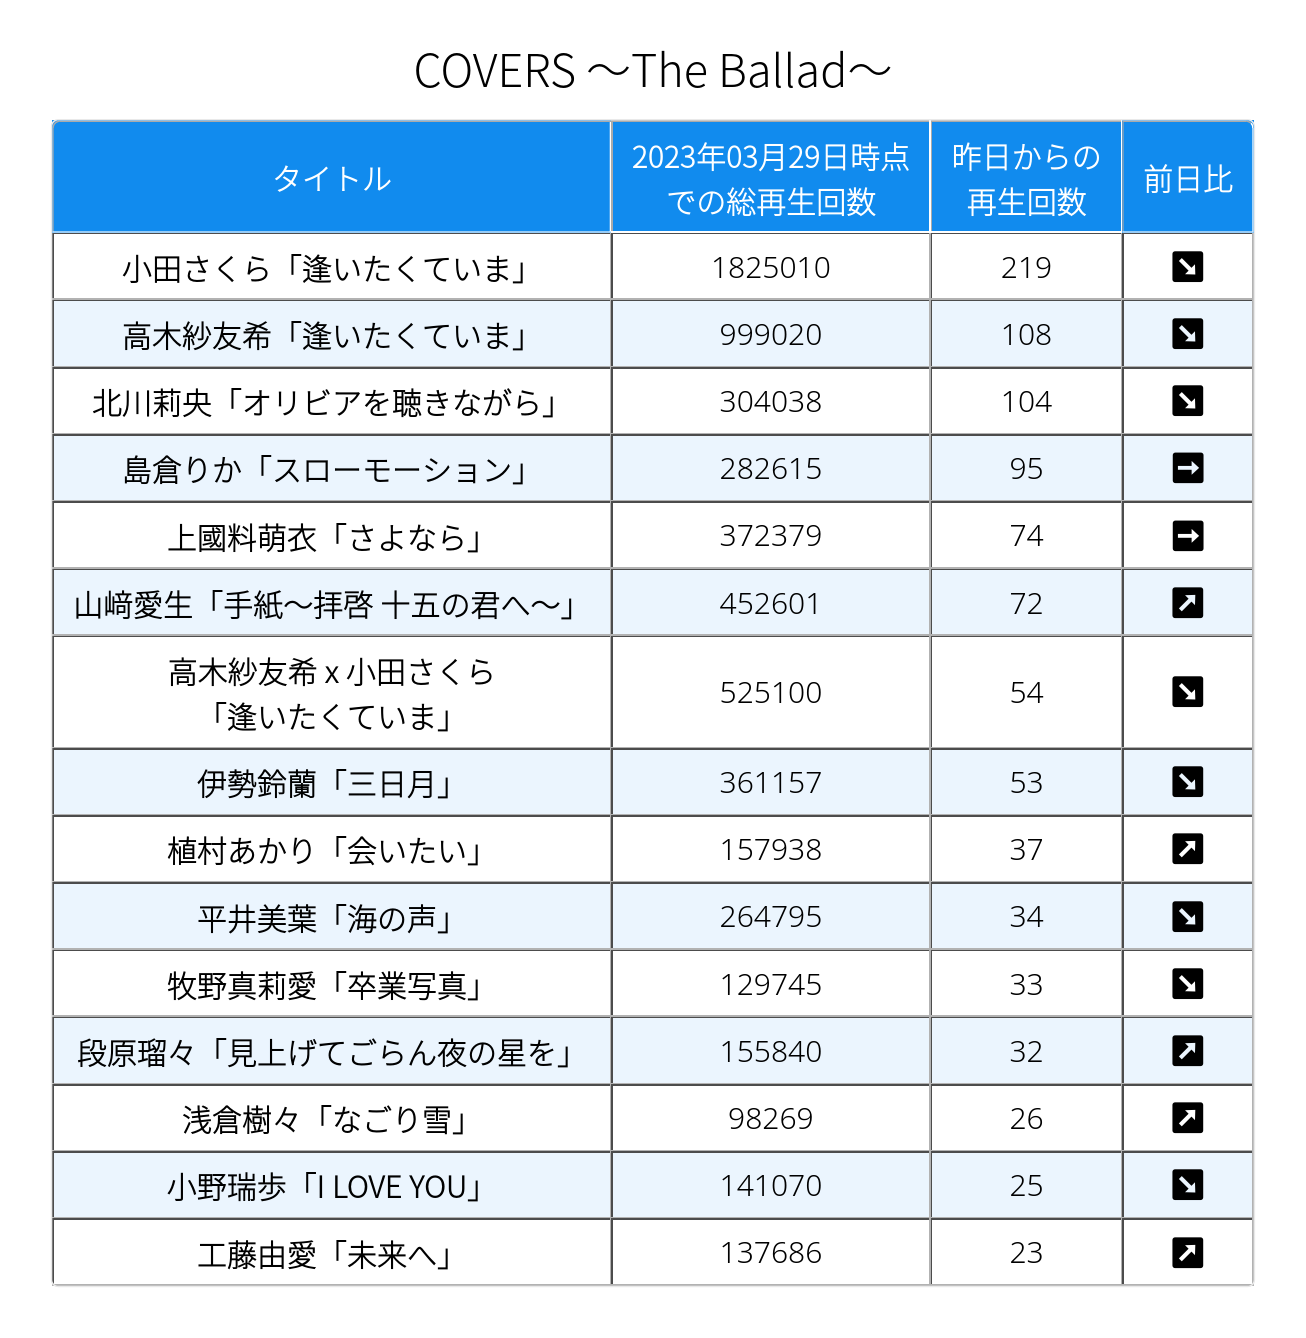 COVERS ～The Ballad～
タイトル
2023年03月29日時点
での総再生回数
昨日からの
再生回数
前日比
小田さくら「逢いたくていま」 1825010 219
高木紗友希「逢いたくていま」 999020 108
北川莉央「オリビアを聴きながら」 304038 104
島倉りか「スローモーション」 282615 95
上國料萌衣「さよなら」 372379 74
山﨑愛生「手紙～拝啓 十五の君へ～」 452601 72
高木紗友希 x 小田さくら
「逢いたくていま」 525100 54
伊勢鈴蘭「三日月」 361157 53
植村あかり「会いたい」 157938 37
平井美葉「海の声」 264795 34
牧野真莉愛「卒業写真」 129745 33
段原瑠々「見上げてごらん夜の星を」 155840 32
浅倉樹々「なごり雪」 98269 26
小野瑞歩「I LOVE YOU」 141070 25
工藤由愛「未来へ」 137686 23